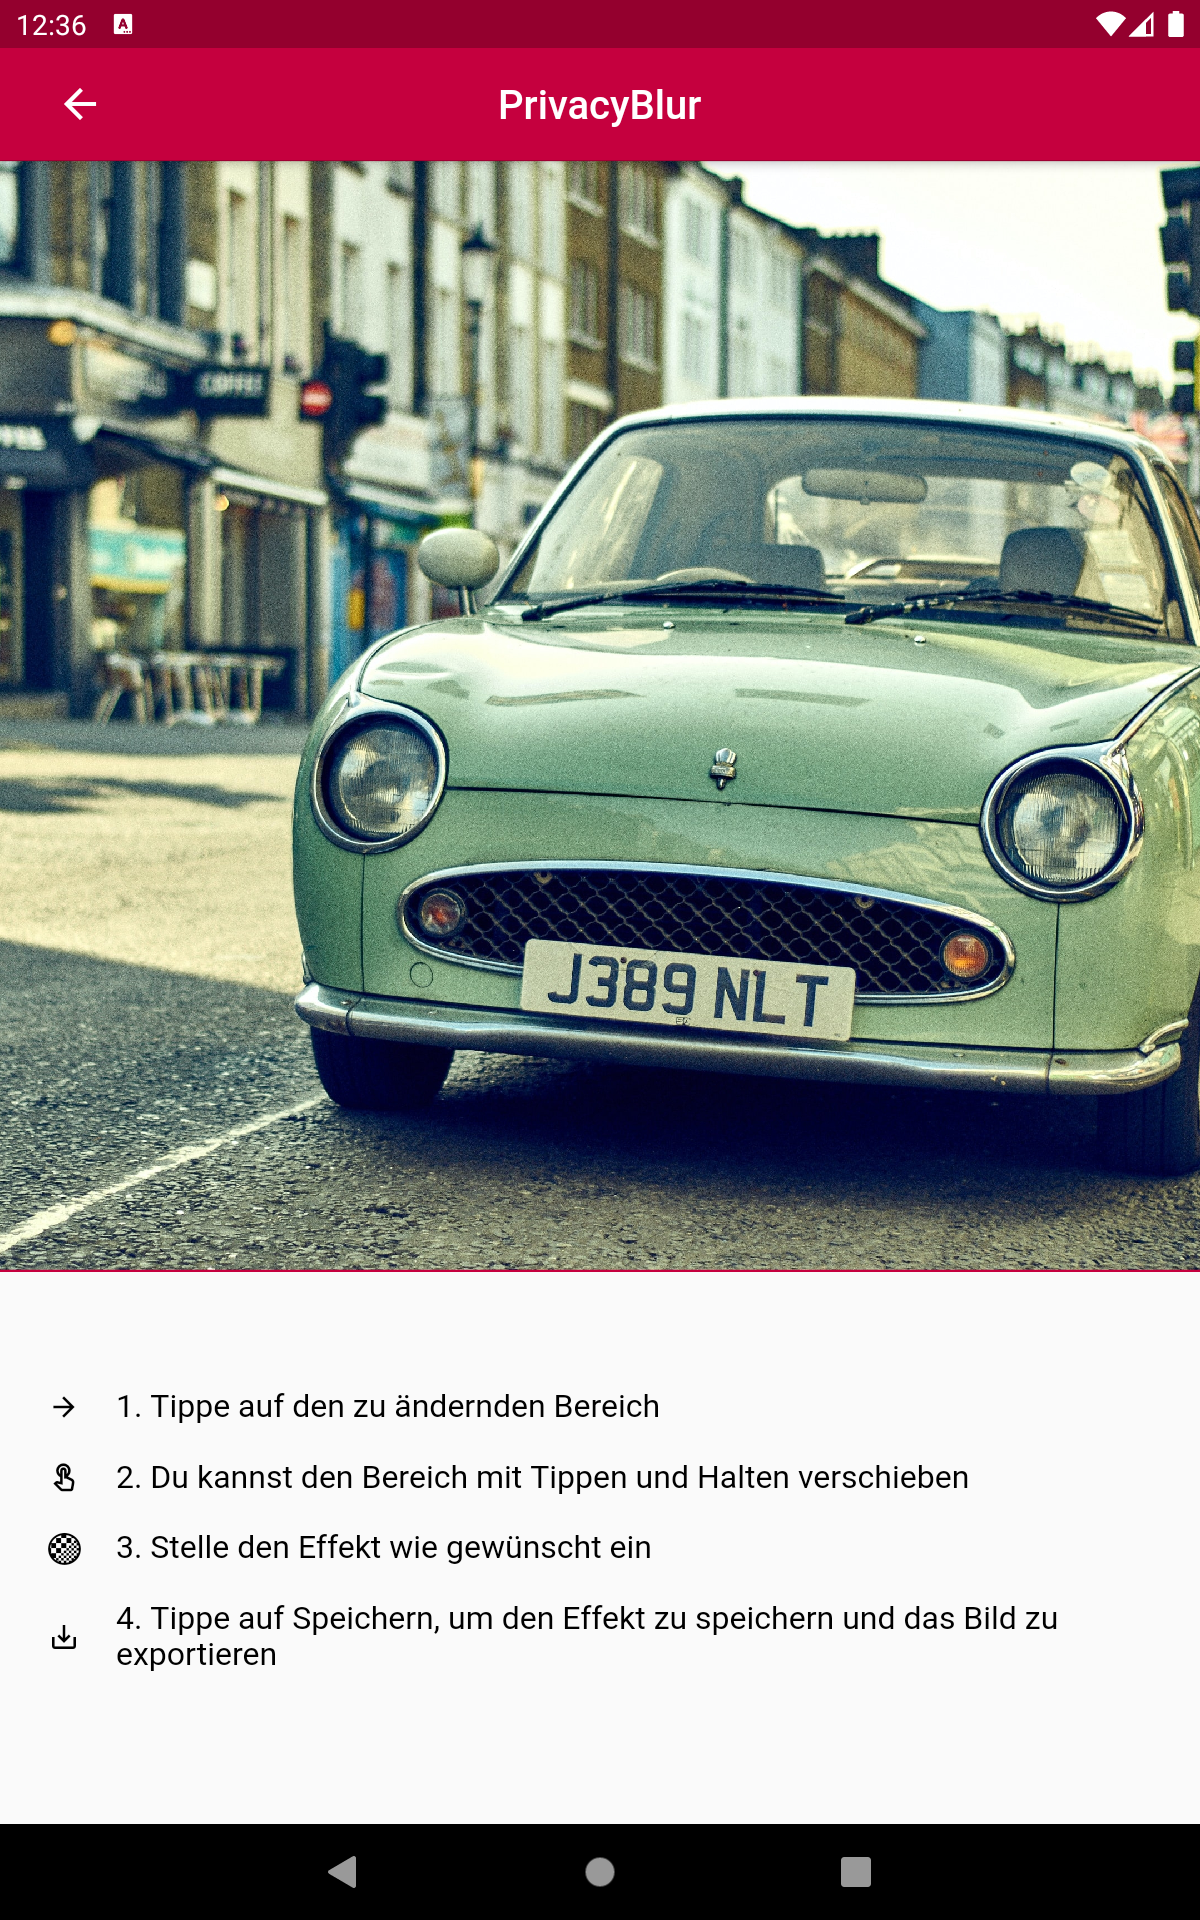 12:36
PrivacyBlur
COFFEE
J389 NLT
1. Tippe auf den zu ändernden Bereich
2. Du kannst den Bereich mit Tippen und Halten verschieben
3. Stelle den Effekt wie gewünscht ein
4. Tippe auf Speichern, um den Effekt zu speichern und das Bild zu
exportieren